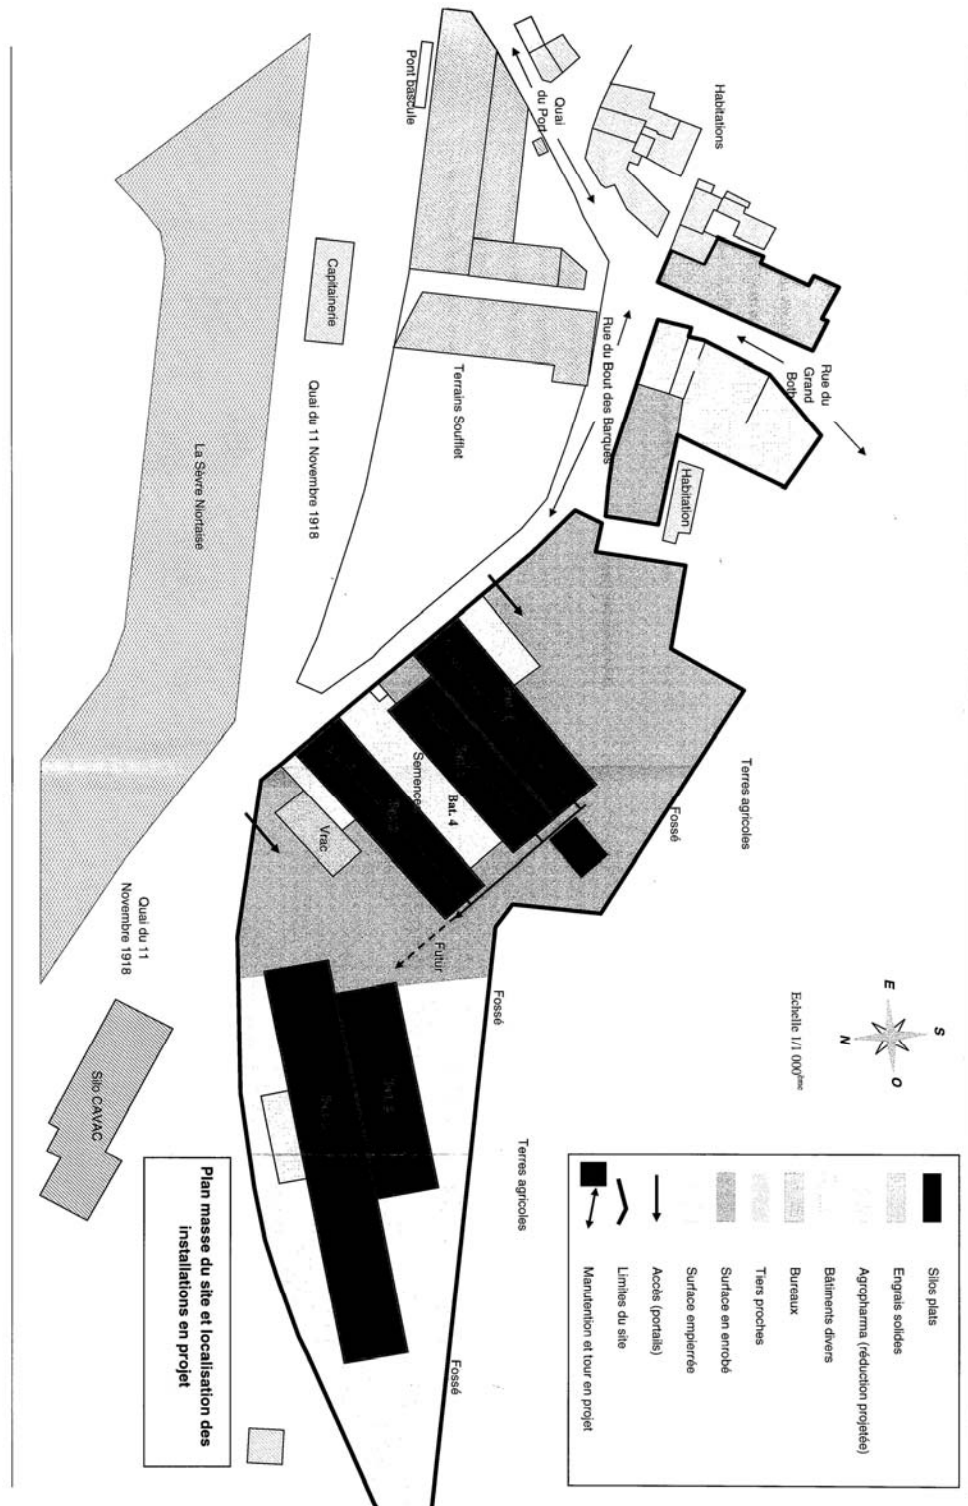 Habitations
Quai
du Port
Pont bascule
Rue du
Grand
Both
Capitainerie
Quai du 11 Novembre 1918
Terrains Soufflet
Rue du Bout des Barques
Habitation
La Sèvre Niortaise
Terres agricoles
Fossé
Bat. 4
Semences
Vrac
Futur
Quai du 11
Novembre 1918
Fossé
Silo CAVAC
Terres agricoles
Fossé
E
S
N
O
Echelle 1/1 000ème
Silos plats
Engrais solides
Agropharma (réduction projetée)
Bâtiments divers
Bureaux
Tiers proches
Surface en enrobé
Surface empierrée
Accès (portails)
Limites du site
Manutention et tour en projet
Plan masse du site et localisation des
installations en projet